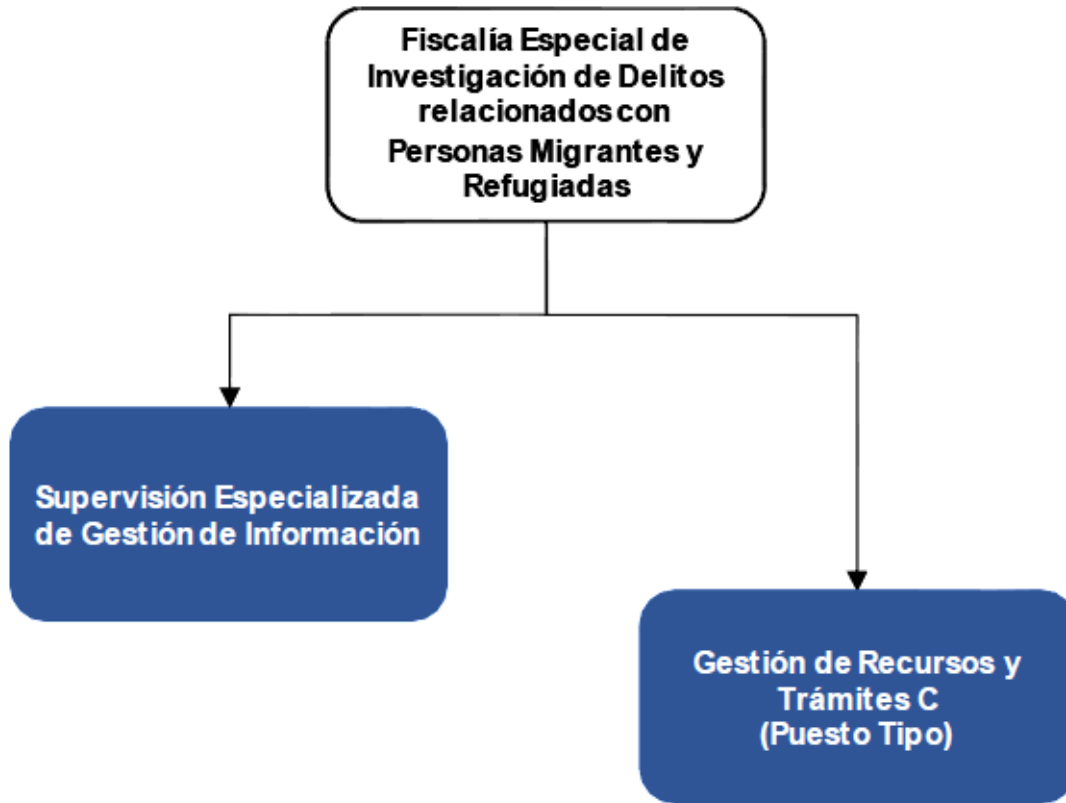 Fiscalía Especial de
Investigación de Delitos
relacionados con
Personas Migrantes y
Refugiadas
Supervisión Especializada
de Gestión de Información
Gestión de Recursos y
Trámites C
(Puesto Tipo)